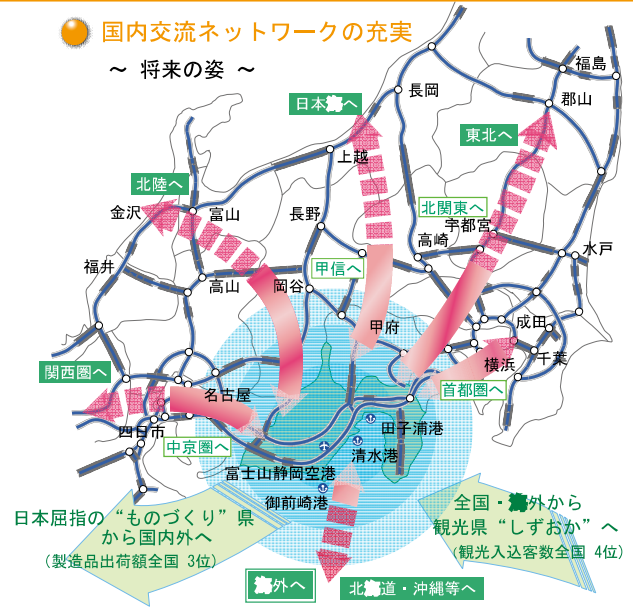 国内交流ネットワークの充実
～ 将来の姿 ～
福島
長岡
日本海へ
郡山
東北へ
上越
北陸へ
北関東へ
金沢
富山
長野
宇都宮
高崎
水戸
福井
甲信へ
高山
岡谷
甲府
成田
横浜
千葉
関西圏へ
首都圏へ
名古屋
四日市
田子浦港
中京圏へ
清水港
富士山静岡空港
御前崎港
日本屈指の“ものづくり”県
から国内外へ
(製造品出荷額全国 3位)
全国・海外から
観光県“しずおか”へ
(観光入込客数全国 4位)
海外へ
北海道・沖縄等へ